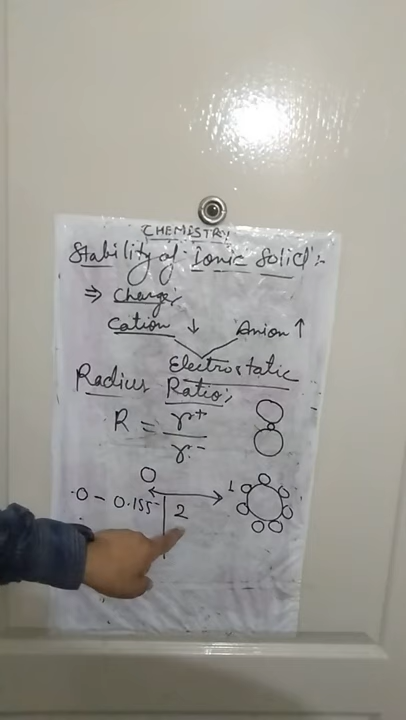 CHEMISTRY
Stability of Ionic Solid :-
⇒ Charge:
Cation ↓ Anion ↑
Electrostatic
Radius Ratio:
R = r+ / r-
0 - 0.155 2